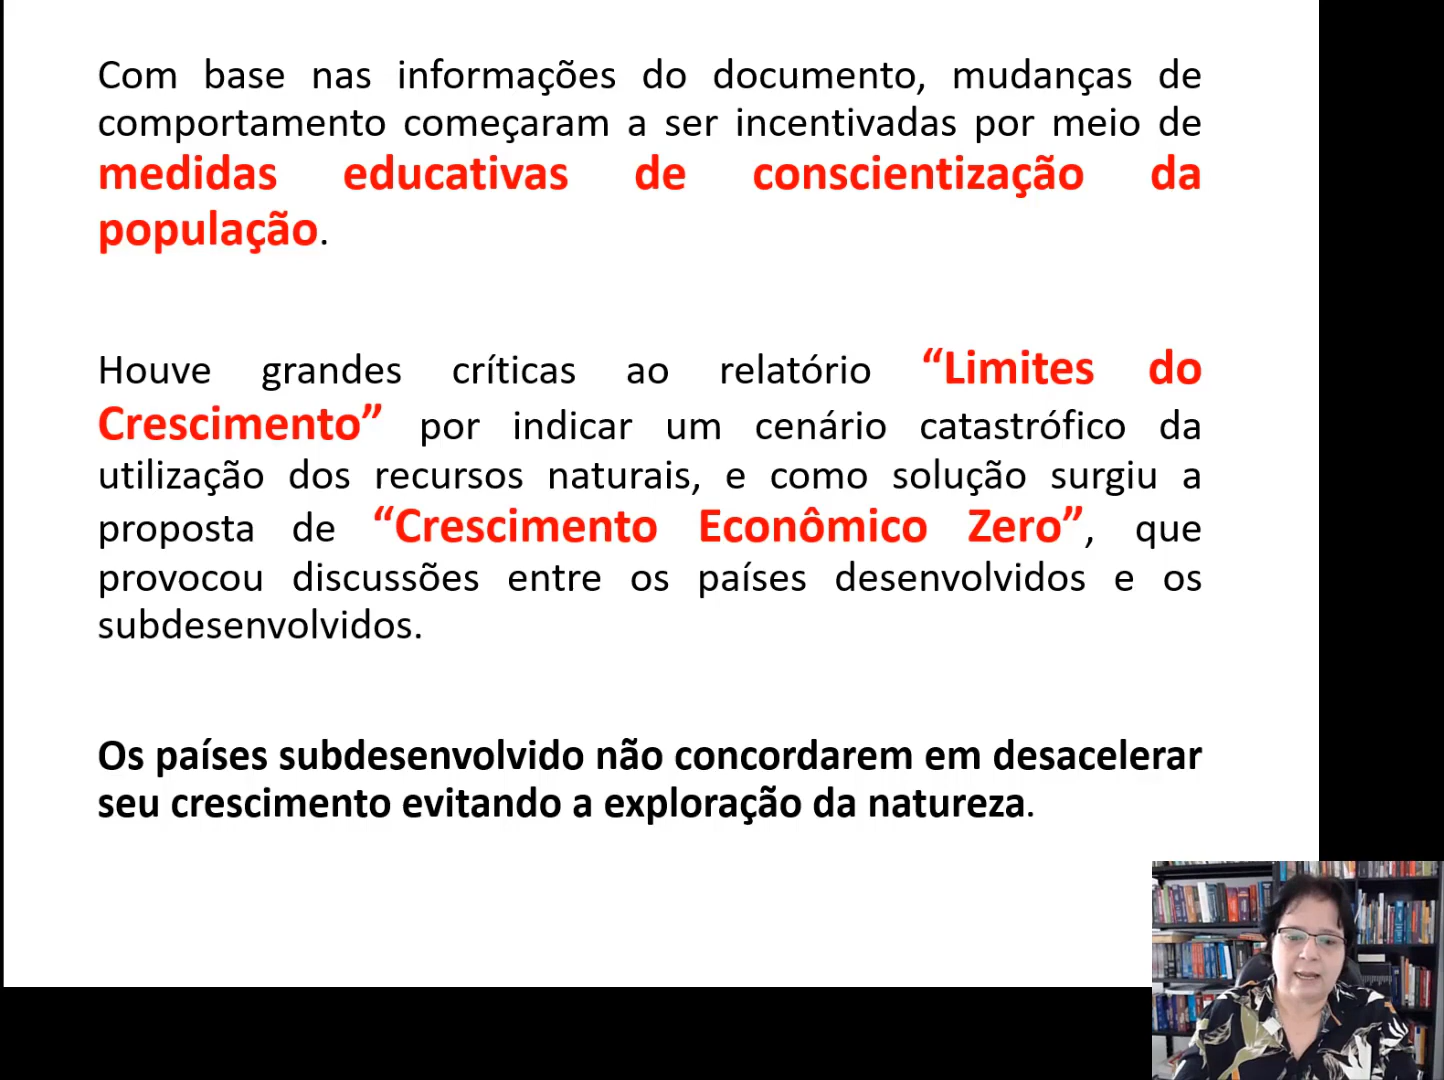 Com base nas informações do documento, mudanças de
comportamento começaram a ser incentivadas por meio de
medidas educativas de conscientização da
população.
Houve grandes críticas ao relatório “Limites do
Crescimento” por indicar um cenário catastrófico da
utilização dos recursos naturais, e como solução surgiu a
proposta de “Crescimento Econômico Zero”, que
provocou discussões entre os países desenvolvidos e os
subdesenvolvidos.
Os países subdesenvolvido não concordarem em desacelerar
seu crescimento evitando a exploração da natureza.